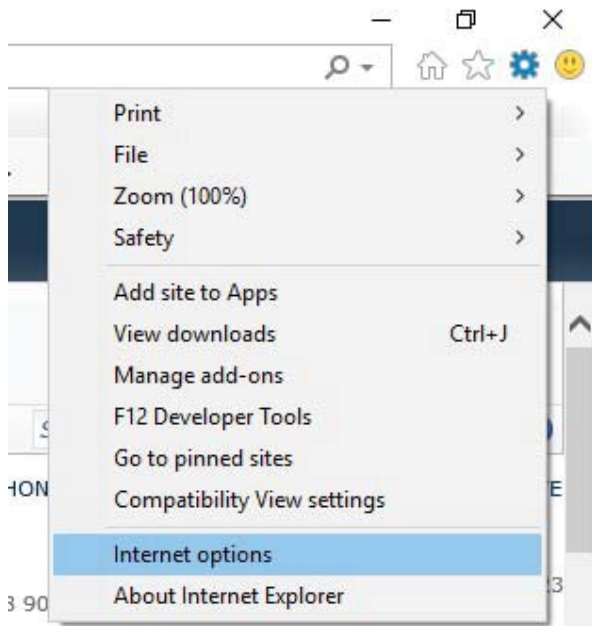 Print
File
Zoom (100%)
Safety
Add site to Apps
View downloads Ctrl+J
Manage add-ons
F12 Developer Tools
Go to pinned sites
Compatibility View settings
Internet options
About Internet Explorer